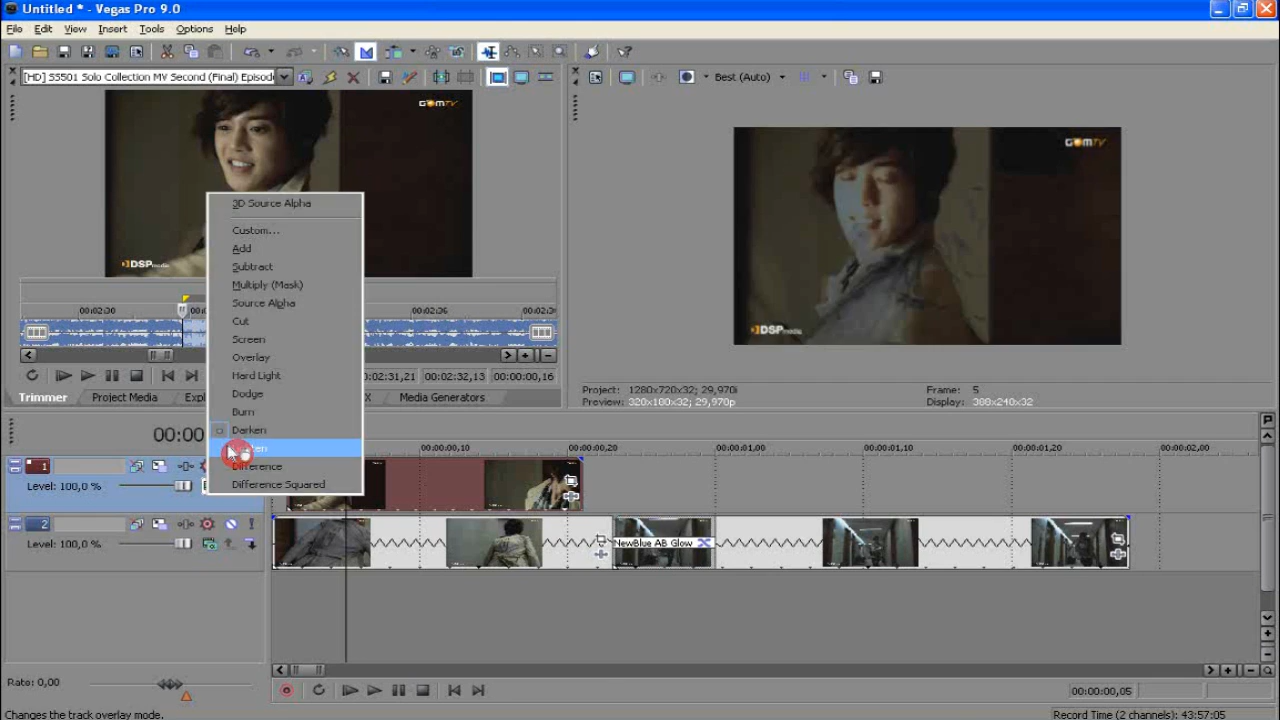 Untitled * - Vegas Pro 9.0
File Edit View Insert Tools Options Help
[HD] SS501 Solo Collection MV Second (Final) Episod
Best (Auto)
GOMTV
GOMTV
3D Source Alpha
Custom...
Add
Subtract
Multiply (Mask)
Source Alpha
Cut
Screen
Overlay
Hard Light
Dodge
Burn
Darken
Difference
Difference Squared
DSPmedia
DSPmedia
00:02:30 00:02:36
00:02:31,21 00:02:32,13 00:00:00,16
Trimmer Project Media Media Generators
Project: 1280x720x32; 29,970i
Preview: 320x180x32; 29,970p
Frame: 5
Display: 388x240x32
00:00:00,10 00:00:00,20 00:00:01,00 00:00:01,10 00:00:01,20 00:00:02,00
1
Level: 100,0 %
2
Level: 100,0 %
NewBlue AB Glow
Rate: 0,00
00:00:00,05
Changes the track overlay mode.
Record Time (2 channels): 43:57:05